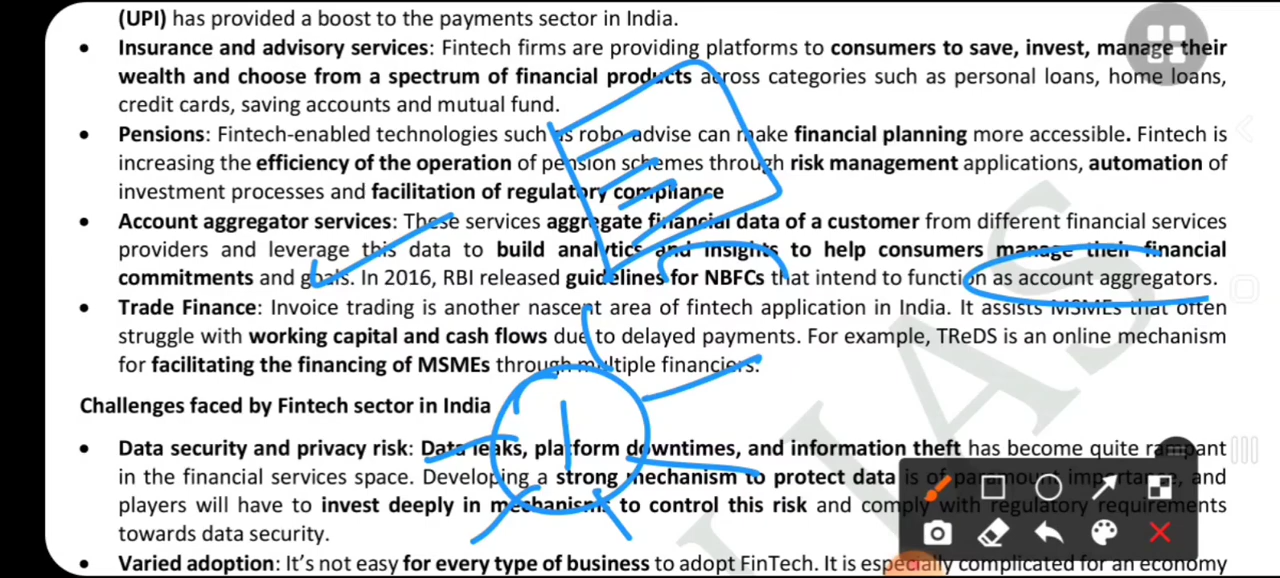 (UPI) has provided a boost to the payments sector in India.
• Insurance and advisory services: Fintech firms are providing platforms to consumers to save, invest, manage their
wealth and choose from a spectrum of financial products across categories such as personal loans, home loans,
credit cards, saving accounts and mutual fund.
• Pensions: Fintech-enabled technologies such as robo-advise can make financial planning more accessible. Fintech is
increasing the efficiency of the operation of pension schemes through risk management applications, automation of
investment processes and facilitation of regulatory compliance
• Account aggregator services: These services aggregate financial data of a customer from different financial services
providers and leverage this data to build analytics and insights to help consumers manage their financial
commitments and goals. In 2016, RBI released guidelines for NBFCs that intend to function as account aggregators.
• Trade Finance: Invoice trading is another nascent area of fintech application in India. It assists MSMEs that often
struggle with working capital and cash flows due to delayed payments. For example, TReDS is an online mechanism
for facilitating the financing of MSMEs through multiple financiers.
Challenges faced by Fintech sector in India
• Data security and privacy risk: Data leaks, platform downtimes, and information theft has become quite rampant
in the financial services space. Developing a strong mechanism to protect data is of paramount importance, and
players will have to invest deeply in mechanisms to control this risk and comply with regulatory requirements
towards data security.
• Varied adoption: It's not easy for every type of business to adopt FinTech. It is especially complicated for an economy
IAS